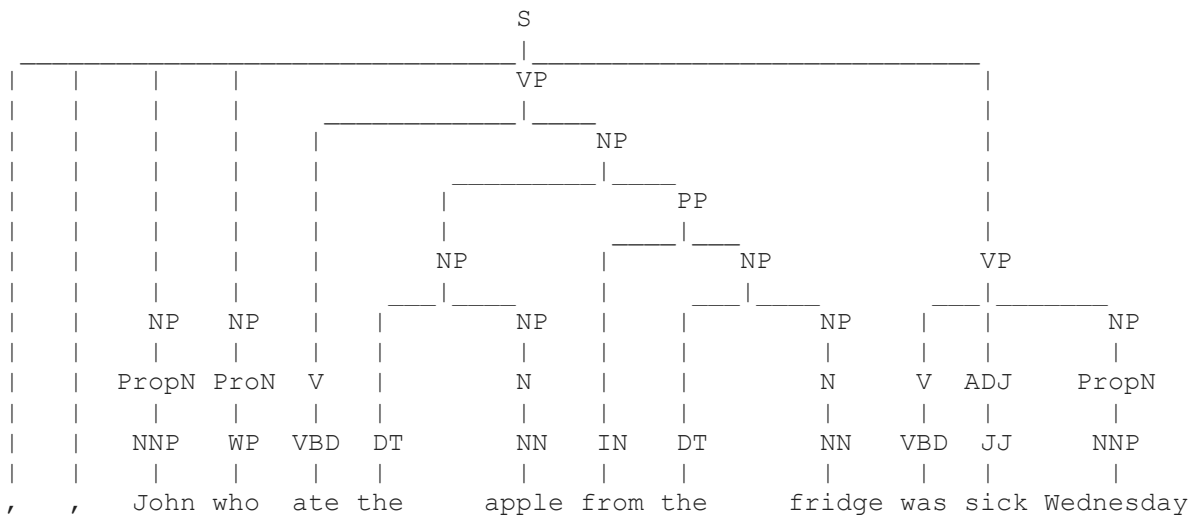 S
VP
NP
PP
NP NP VP
NP NP NP NP NP
PropN ProN V N N V ADJ PropN
NNP WP VBD DT NN IN DT NN VBD JJ NNP
, , John who ate the apple from the fridge was sick Wednesday